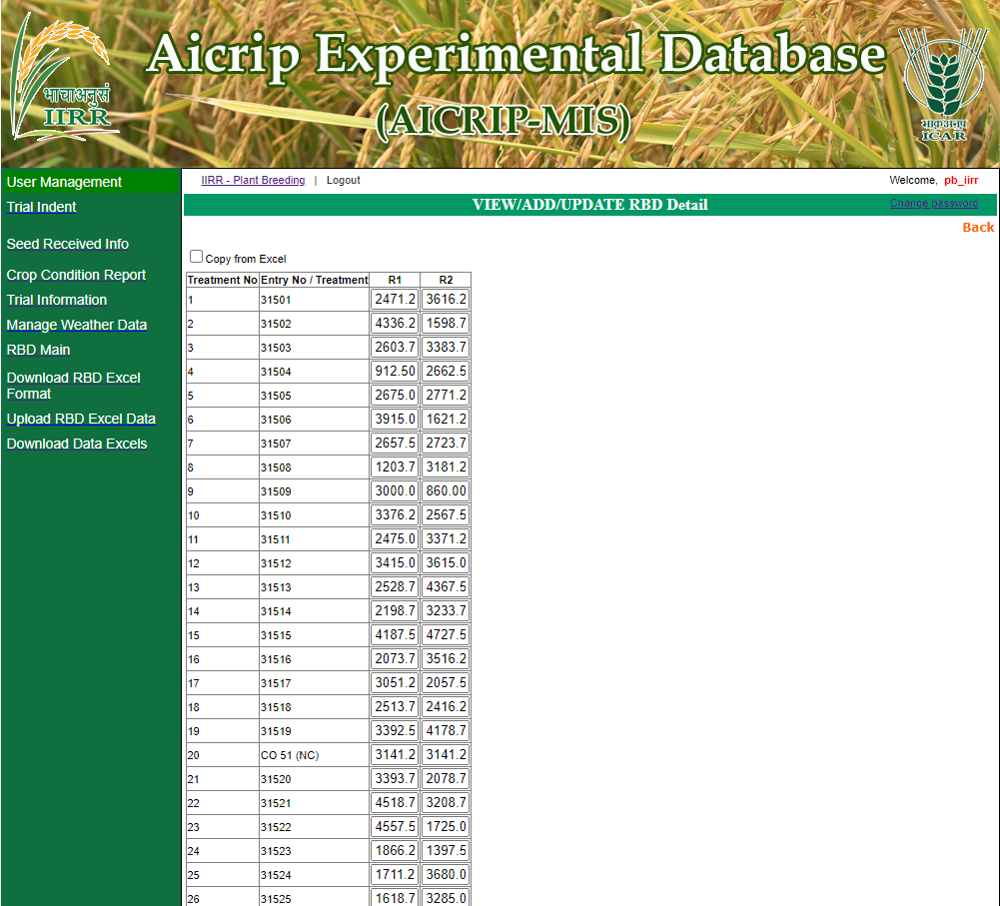 Aicrip Experimental Database
(AICRIP-MIS)
भाकृअनुप
ICAR
IIRR
User Management
Trial Indent
Seed Received Info
Crop Condition Report
Trial Information
Manage Weather Data
RBD Main
Download RBD Excel
Format
Upload RBD Excel Data
Download Data Excels
IIRR - Plant Breeding | Logout
Welcome, pb_iirr
VIEW/ADD/UPDATE RBD Detail
Change password
Back
Copy from Excel
Treatment No Entry No / Treatment R1 R2
1 31501 2471.2 3616.2
2 31502 4336.2 1598.7
3 31503 2603.7 3383.7
4 31504 912.50 2662.5
5 31505 2675.0 2771.2
6 31506 3915.0 1621.2
7 31507 2657.5 2723.7
8 31508 1203.7 3181.2
9 31509 3000.0 860.00
10 31510 3376.2 2567.5
11 31511 2475.0 3371.2
12 31512 3415.0 3615.0
13 31513 2528.7 4367.5
14 31514 2198.7 3233.7
15 31515 4187.5 4727.5
16 31516 2073.7 3516.2
17 31517 3051.2 2057.5
18 31518 2513.7 2416.2
19 31519 3392.5 4178.7
20 CO 51 (NC) 3141.2 3141.2
21 31520 3393.7 2078.7
22 31521 4518.7 3208.7
23 31522 4557.5 1725.0
24 31523 1866.2 1397.5
25 31524 1711.2 3680.0
26 31525 1618.7 3285.0